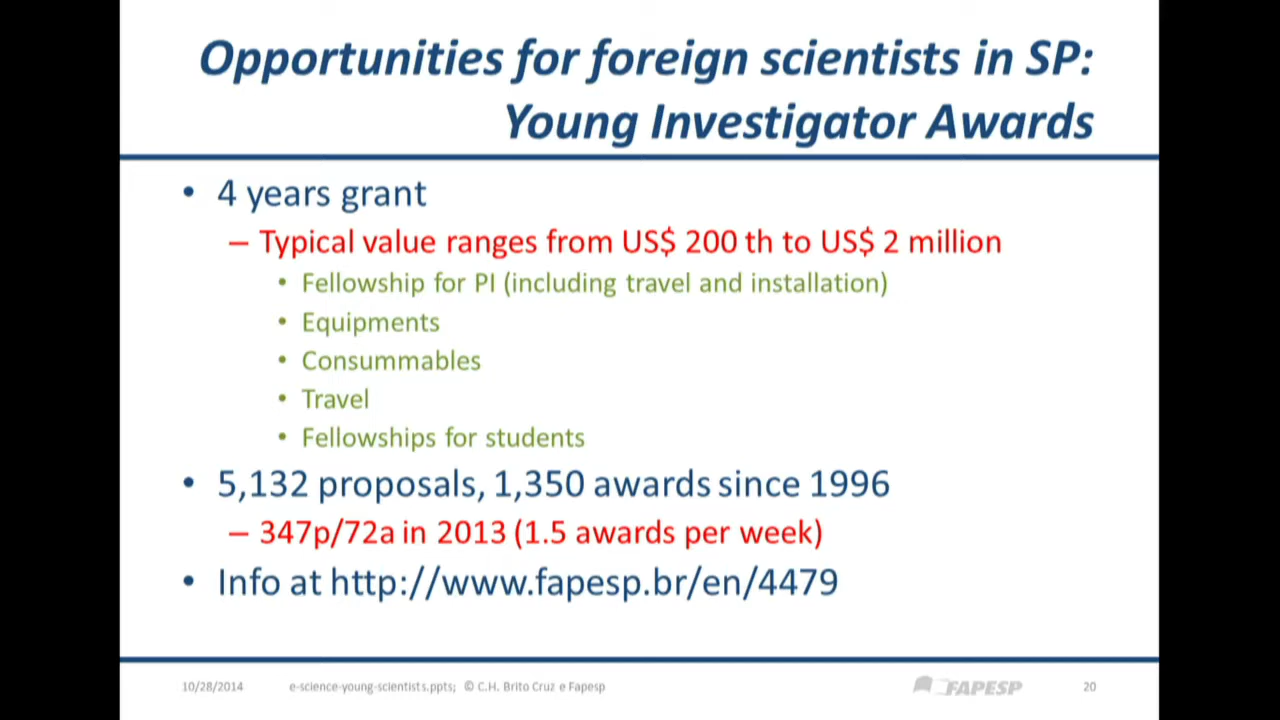 Opportunities for foreign scientists in SP:
Young Investigator Awards
• 4 years grant
– Typical value ranges from US$ 200 th to US$ 2 million
• Fellowship for PI (including travel and installation)
• Equipments
• Consummables
• Travel
• Fellowships for students
• 5,132 proposals, 1,350 awards since 1996
– 347p/72a in 2013 (1.5 awards per week)
• Info at http://www.fapesp.br/en/4479
10/28/2014 e-science-young-scientists.ppts; © C.H. Brito Cruz e Fapesp FAPESP 20